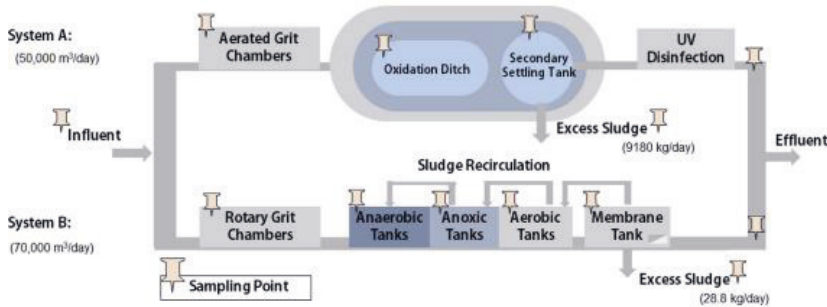 System A:
(50,000 m³/day)
Aerated Grit
Chambers
Oxidation Ditch
Secondary
Settling Tank
UV
Disinfection
Influent
Excess Sludge
(9180 kg/day)
Effluent
Sludge Recirculation
System B:
(70,000 m³/day)
Rotary Grit
Chambers
Anaerobic
Tanks
Anoxic
Tanks
Aerobic
Tanks
Membrane
Tank
Sampling Point
Excess Sludge
(28.8 kg/day)